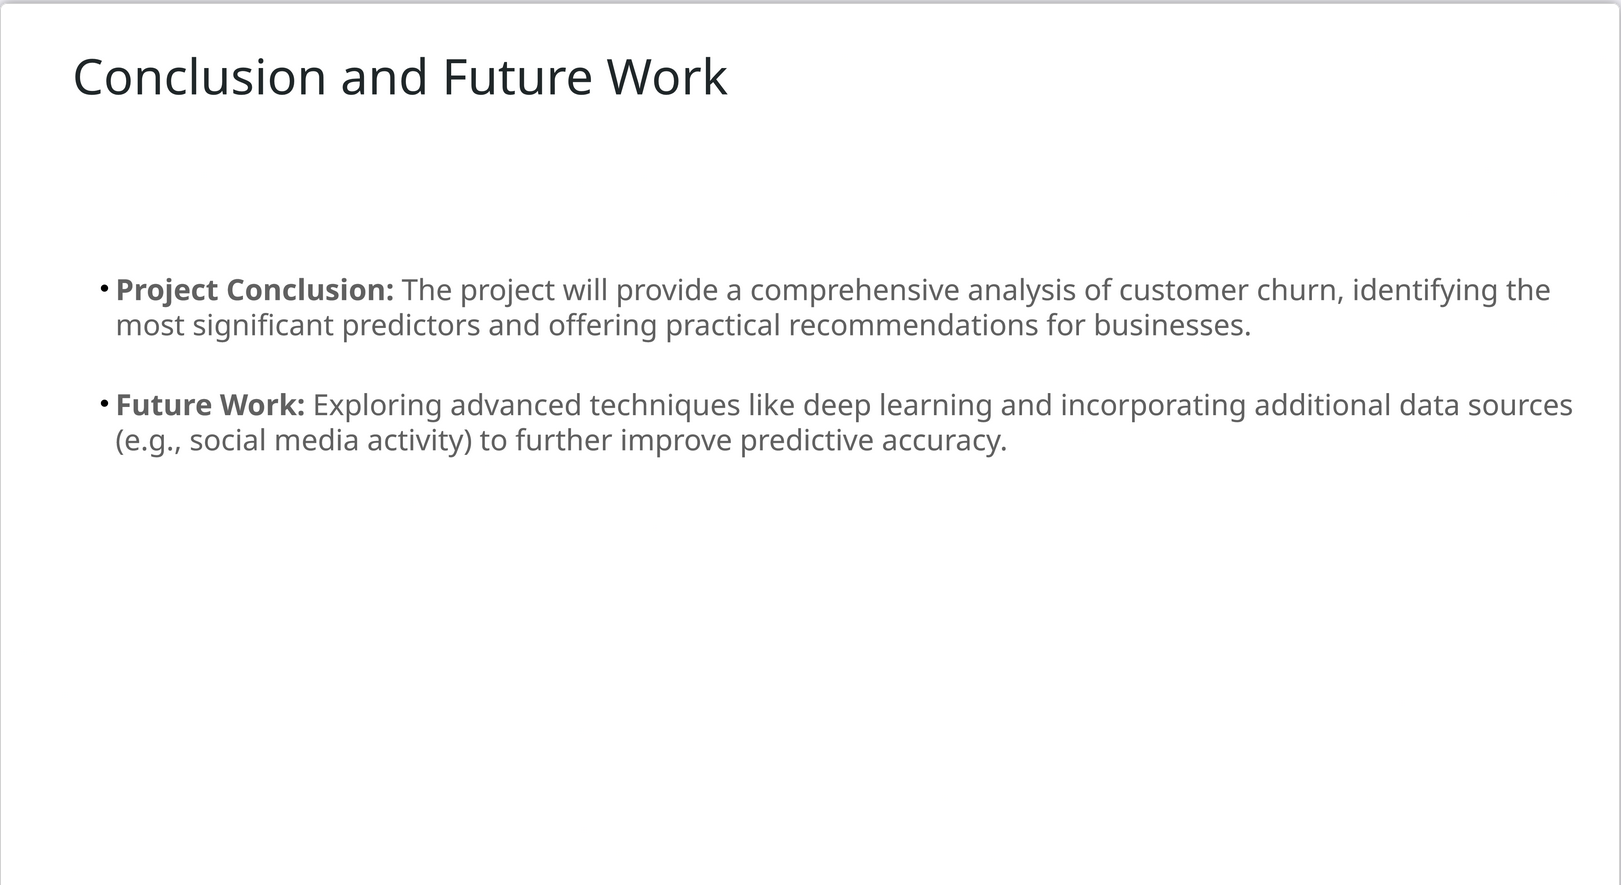 Conclusion and Future Work
• Project Conclusion: The project will provide a comprehensive analysis of customer churn, identifying the
most significant predictors and offering practical recommendations for businesses.
• Future Work: Exploring advanced techniques like deep learning and incorporating additional data sources
(e.g., social media activity) to further improve predictive accuracy.